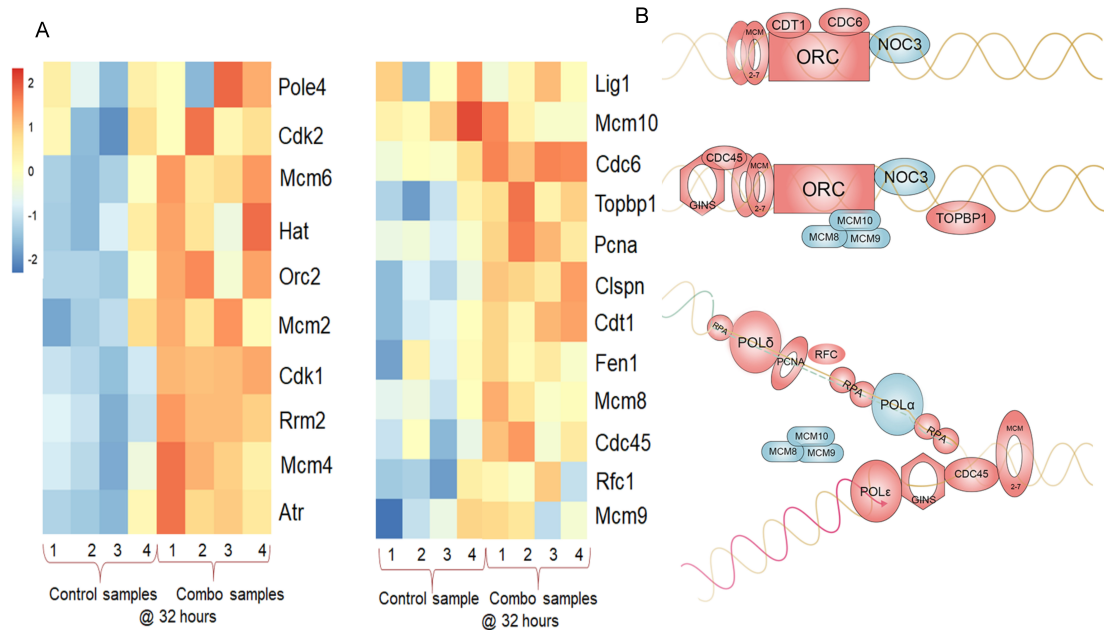 A
2
1
0
-1
-2
Pole4
Cdk2
Mcm6
Hat
Orc2
Mcm2
Cdk1
Rrm2
Mcm4
Atr
1 2 3 4 1 2 3 4
Control samples Combo samples
@ 32 hours
Lig1
Mcm10
Cdc6
Topbp1
Pcna
Clspn
Cdt1
Fen1
Mcm8
Cdc45
Rfc1
Mcm9
1 2 3 4 1 2 3 4
Control sample Combo samples
@ 32 hours
B
CDT1
CDC6
MCM
2-7
ORC
NOC3
CDC45
GINS
MCM
2-7
ORC
NOC3
MCM10
MCM8
MCM9
TOPBP1
RPA
POLδ
PCNA
RFC
RPA
POLα
RPA
MCM10
MCM8
MCM9
POLε
GINS
CDC45
MCM
2-7